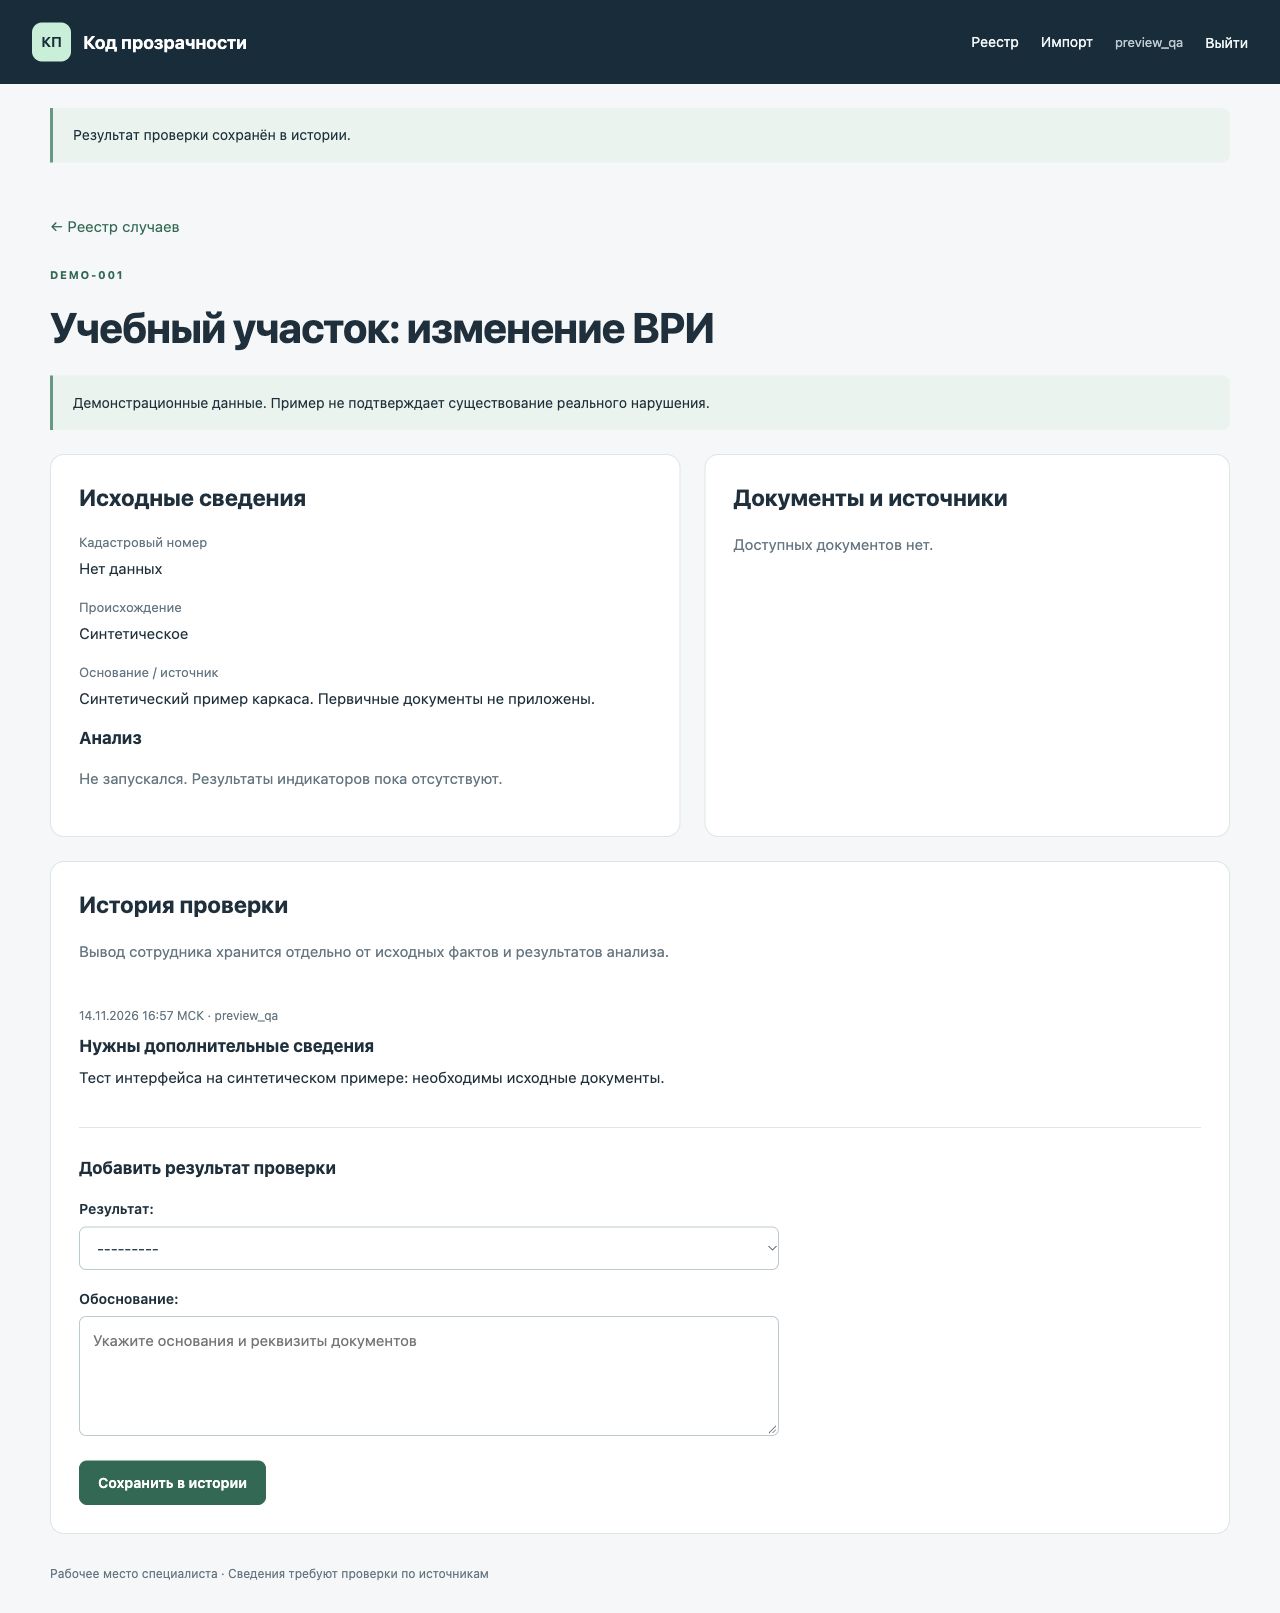 КП
Код прозрачности
Реестр
Импорт
preview_qa
Выйти
Результат проверки сохранён в истории.
← Реестр случаев
DEMO-001
Учебный участок: изменение ВРИ
Демонстрационные данные. Пример не подтверждает существование реального нарушения.
Исходные сведения
Кадастровый номер
Нет данных
Происхождение
Синтетическое
Основание / источник
Синтетический пример каркаса. Первичные документы не приложены.
Анализ
Не запускался. Результаты индикаторов пока отсутствуют.
Документы и источники
Доступных документов нет.
История проверки
Вывод сотрудника хранится отдельно от исходных фактов и результатов анализа.
14.11.2026 16:57 МСК · preview_qa
Нужны дополнительные сведения
Тест интерфейса на синтетическом примере: необходимы исходные документы.
Добавить результат проверки
Результат:
---------
Обоснование:
Укажите основания и реквизиты документов
Сохранить в истории
Рабочее место специалиста · Сведения требуют проверки по источникам